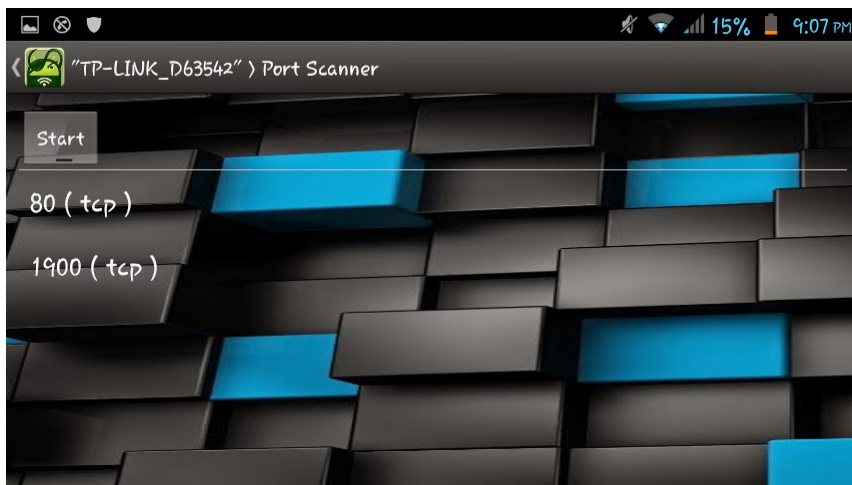 15% 9:07 PM
"TP-LINK_D63542" > Port Scanner
Start
80 ( tcp )
1900 ( tcp )